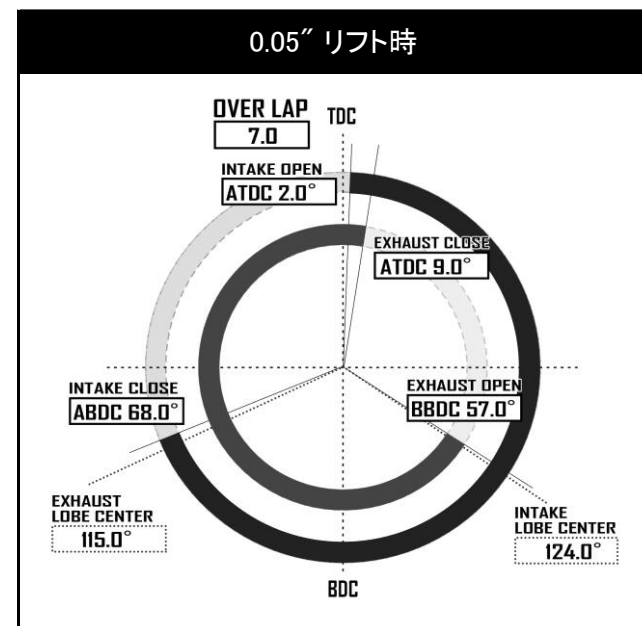 0.05″ リフト時
OVER LAP
7.0
TDC
INTAKE OPEN
ATDC 2.0°
EXHAUST CLOSE
ATDC 9.0°
INTAKE CLOSE
ABDC 68.0°
EXHAUST OPEN
BBDC 57.0°
EXHAUST
LOBE CENTER
115.0°
INTAKE
LOBE CENTER
124.0°
BDC